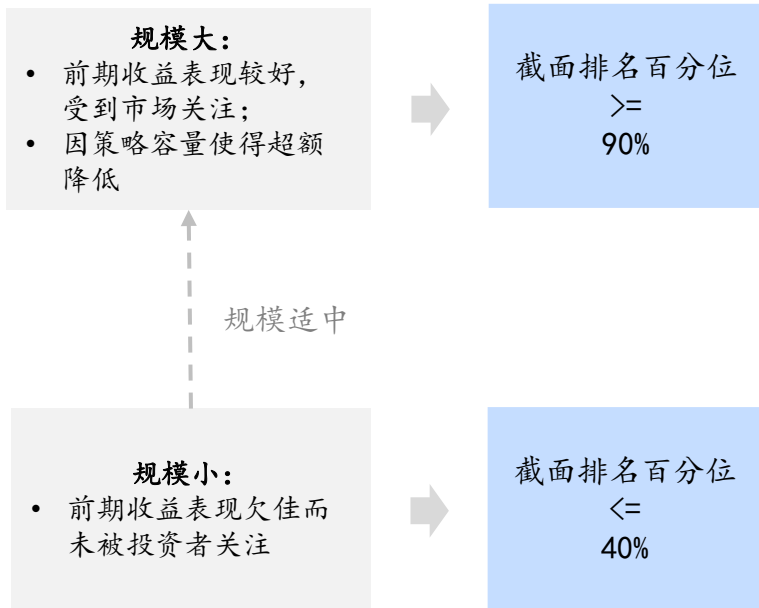 规模大：
• 前期收益表现较好，
受到市场关注；
• 因策略容量使得超额
降低
截面排名百分位
>=
90%
规模适中
规模小：
• 前期收益表现欠佳而
未被投资者关注
截面排名百分位
<=
40%